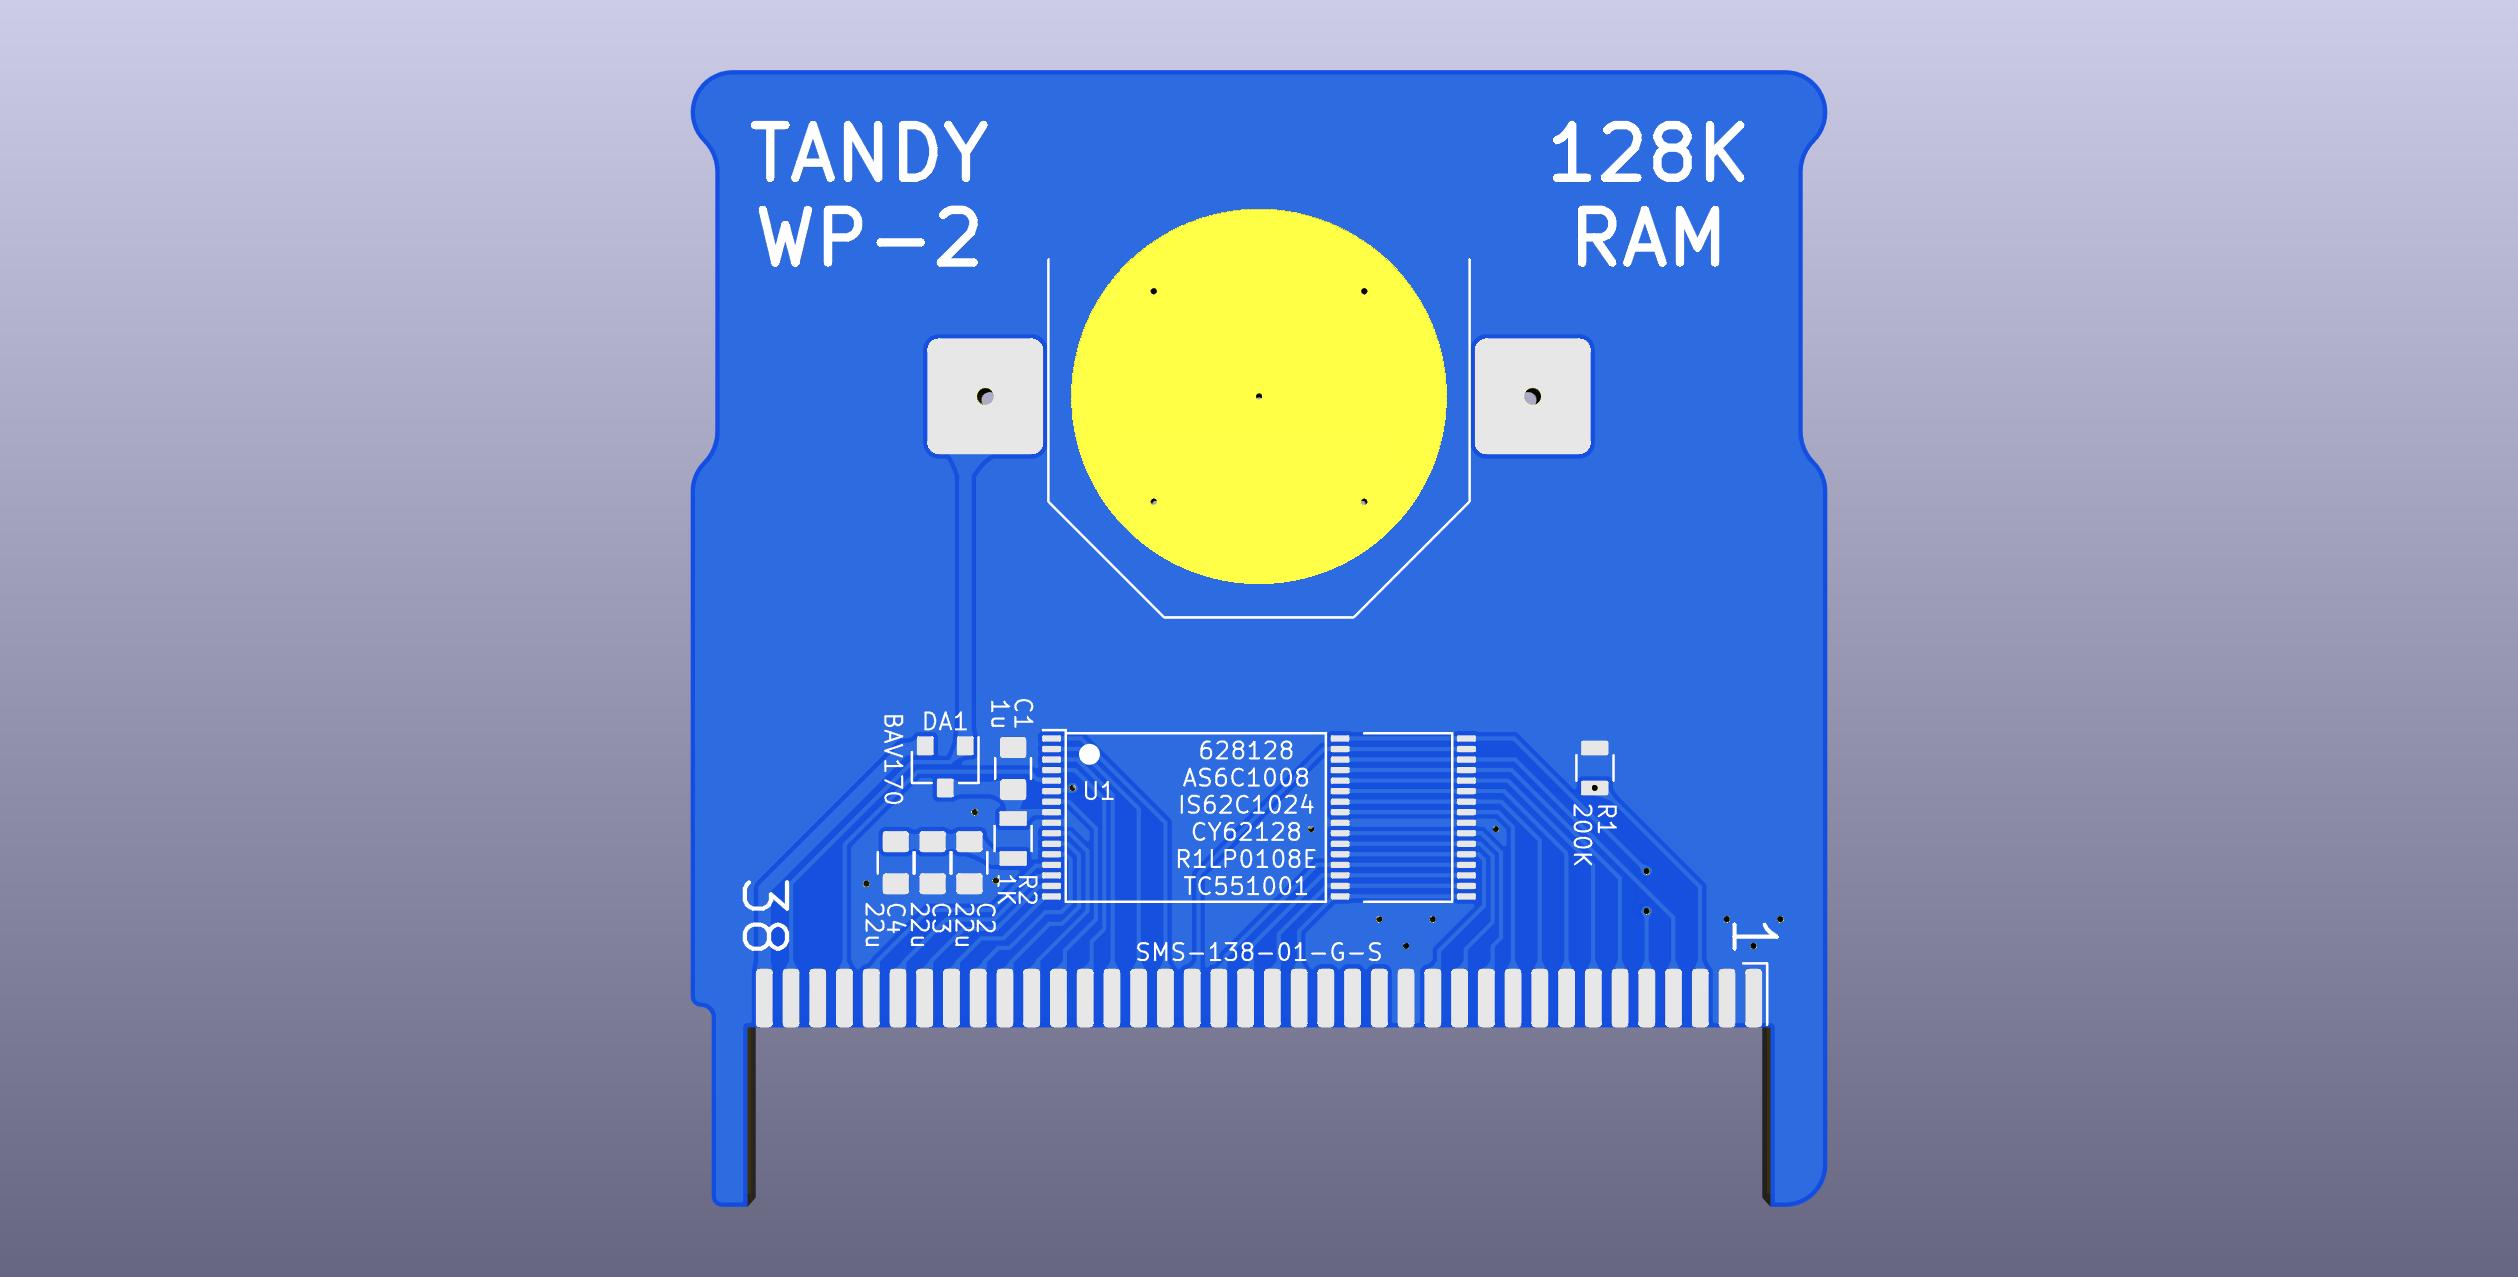 TANDY
WP-2
128K
RAM
DA1
BAV170
C1
1u
U1
628128
AS6C1008
IS62C1024
CY62128
R1LP0108E
TC551001
R1
200K
R2
1K
C2
22u
C3
22u
C4
22u
38
1
SMS-138-01-G-S